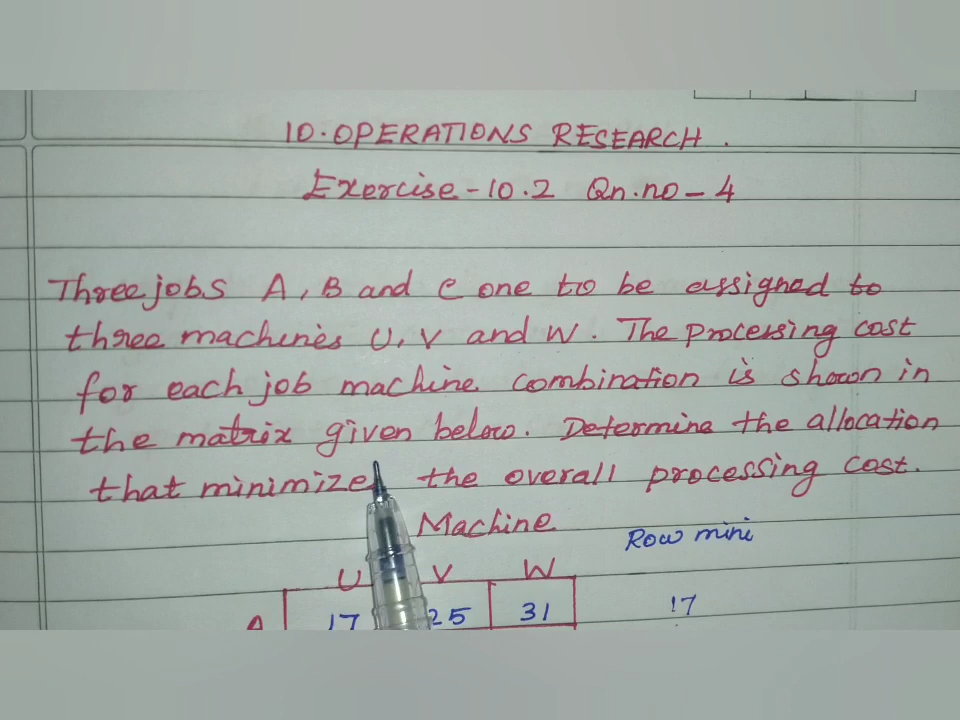 10. OPERATIONS RESEARCH.
Exercise - 10.2 Qn.no - 4
Three jobs A, B and C one to be assigned to
three machines U, V and W. The processing cost
for each job machine combination is shown in
the matrix given below. Determine the allocation
that minimizes the overall processing cost.
Machine
Row mini
U V W
A 17 25 31 17